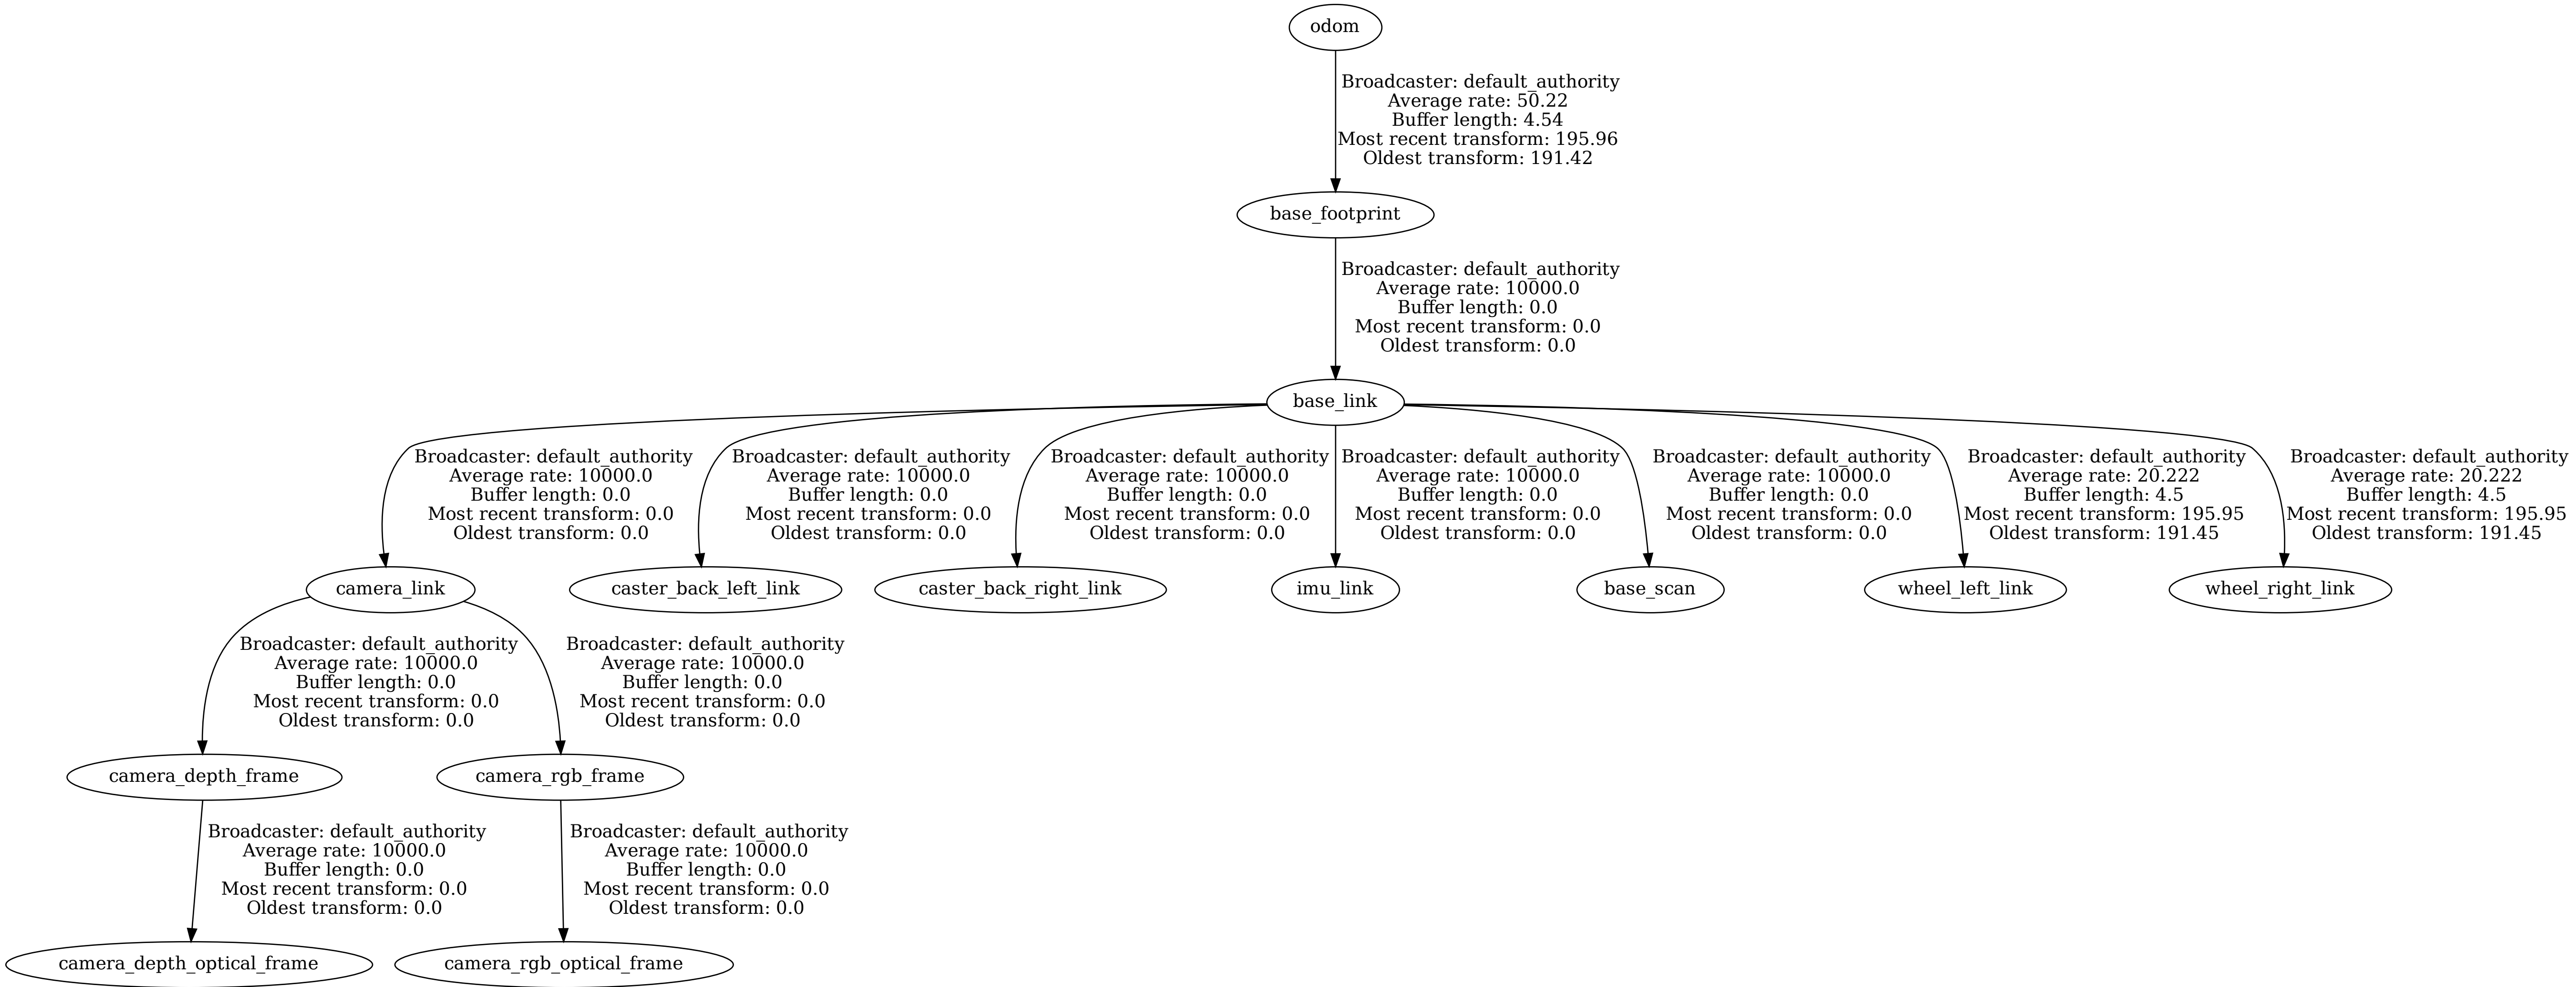 odom
Broadcaster: default_authority
Average rate: 50.22
Buffer length: 4.54
Most recent transform: 195.96
Oldest transform: 191.42
base_footprint
Broadcaster: default_authority
Average rate: 10000.0
Buffer length: 0.0
Most recent transform: 0.0
Oldest transform: 0.0
base_link
Broadcaster: default_authority
Average rate: 10000.0
Buffer length: 0.0
Most recent transform: 0.0
Oldest transform: 0.0
Broadcaster: default_authority
Average rate: 10000.0
Buffer length: 0.0
Most recent transform: 0.0
Oldest transform: 0.0
Broadcaster: default_authority
Average rate: 10000.0
Buffer length: 0.0
Most recent transform: 0.0
Oldest transform: 0.0
Broadcaster: default_authority
Average rate: 10000.0
Buffer length: 0.0
Most recent transform: 0.0
Oldest transform: 0.0
Broadcaster: default_authority
Average rate: 10000.0
Buffer length: 0.0
Most recent transform: 0.0
Oldest transform: 0.0
Broadcaster: default_authority
Average rate: 20.222
Buffer length: 4.5
Most recent transform: 195.95
Oldest transform: 191.45
Broadcaster: default_authority
Average rate: 20.222
Buffer length: 4.5
Most recent transform: 195.95
Oldest transform: 191.45
camera_link
caster_back_left_link
caster_back_right_link
imu_link
base_scan
wheel_left_link
wheel_right_link
Broadcaster: default_authority
Average rate: 10000.0
Buffer length: 0.0
Most recent transform: 0.0
Oldest transform: 0.0
Broadcaster: default_authority
Average rate: 10000.0
Buffer length: 0.0
Most recent transform: 0.0
Oldest transform: 0.0
camera_depth_frame
camera_rgb_frame
Broadcaster: default_authority
Average rate: 10000.0
Buffer length: 0.0
Most recent transform: 0.0
Oldest transform: 0.0
Broadcaster: default_authority
Average rate: 10000.0
Buffer length: 0.0
Most recent transform: 0.0
Oldest transform: 0.0
camera_depth_optical_frame
camera_rgb_optical_frame